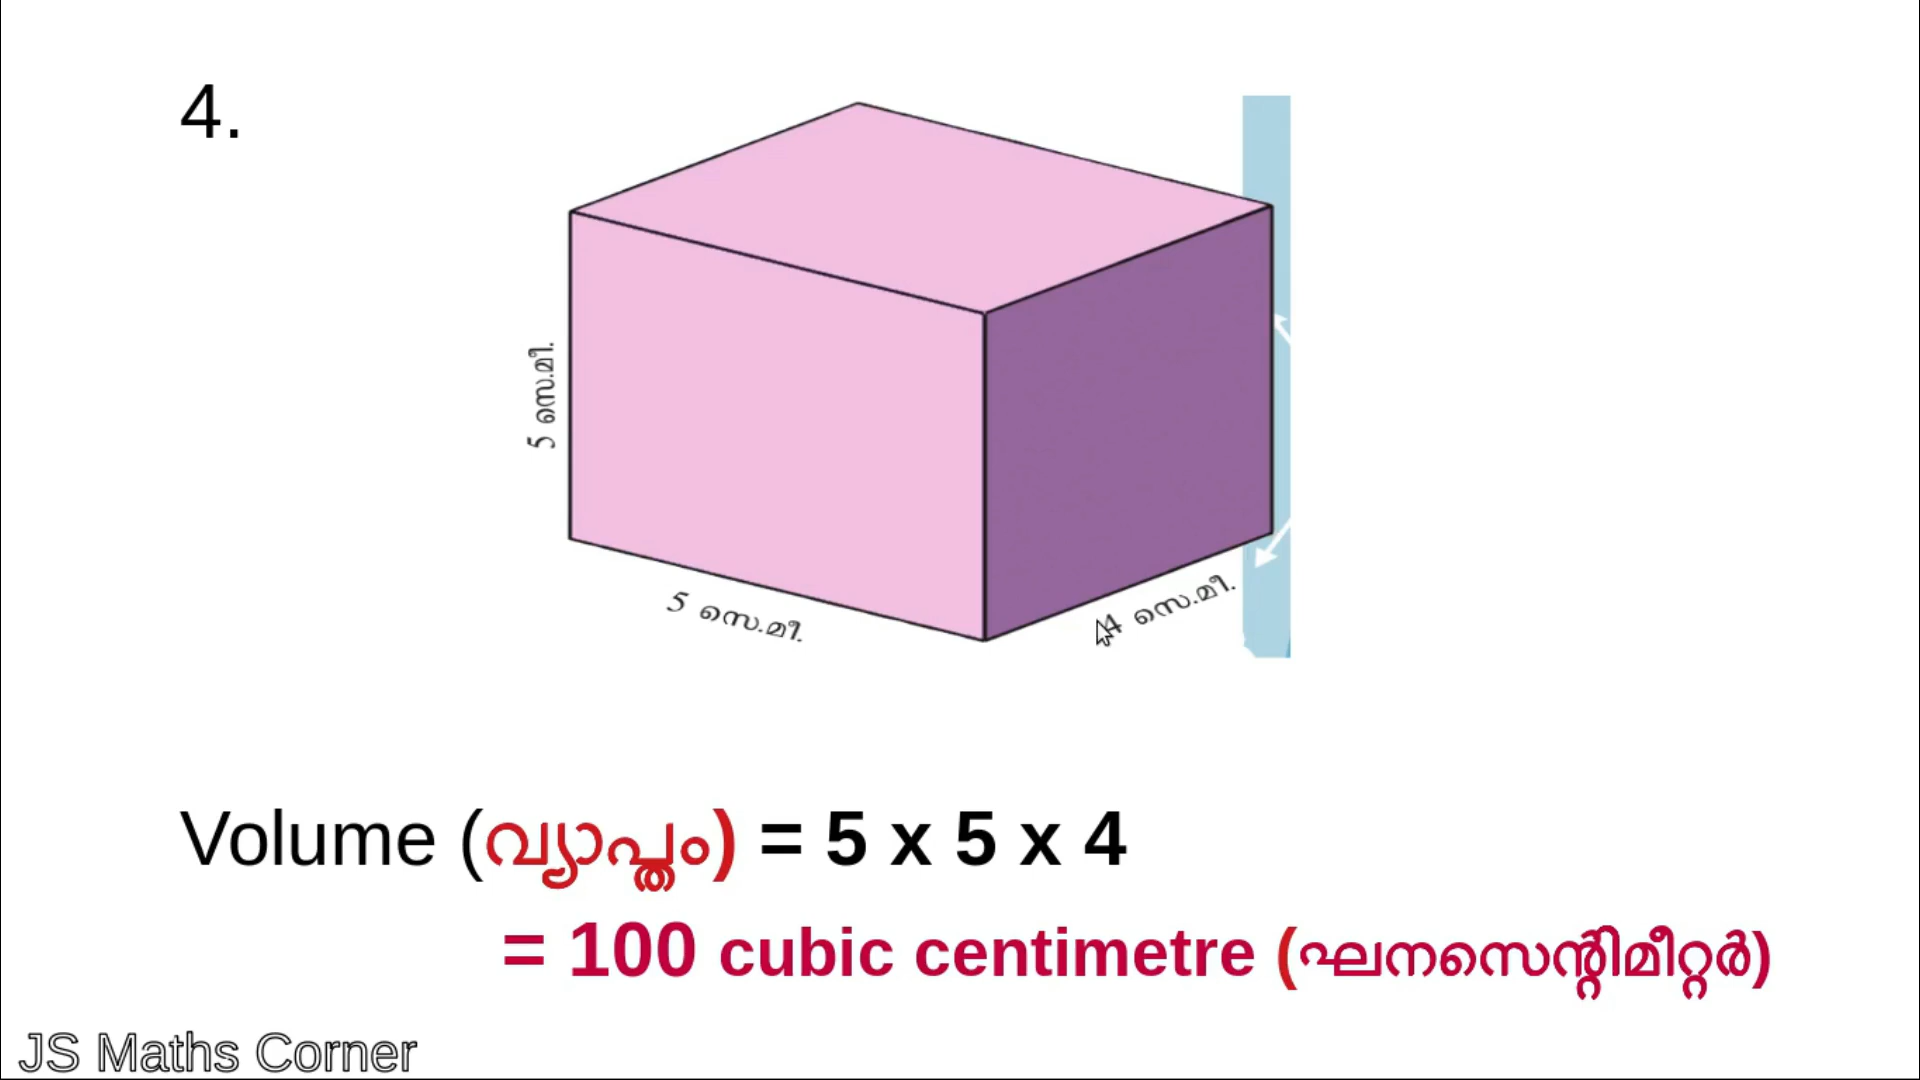 4.
5 സെ.മീ.
5 സെ.മീ.
4 സെ.മീ.
Volume (വ്യാപ്തം) = 5 x 5 x 4
= 100 cubic centimetre (ഘനസെന്റിമീറ്റർ)
JS Maths Corner